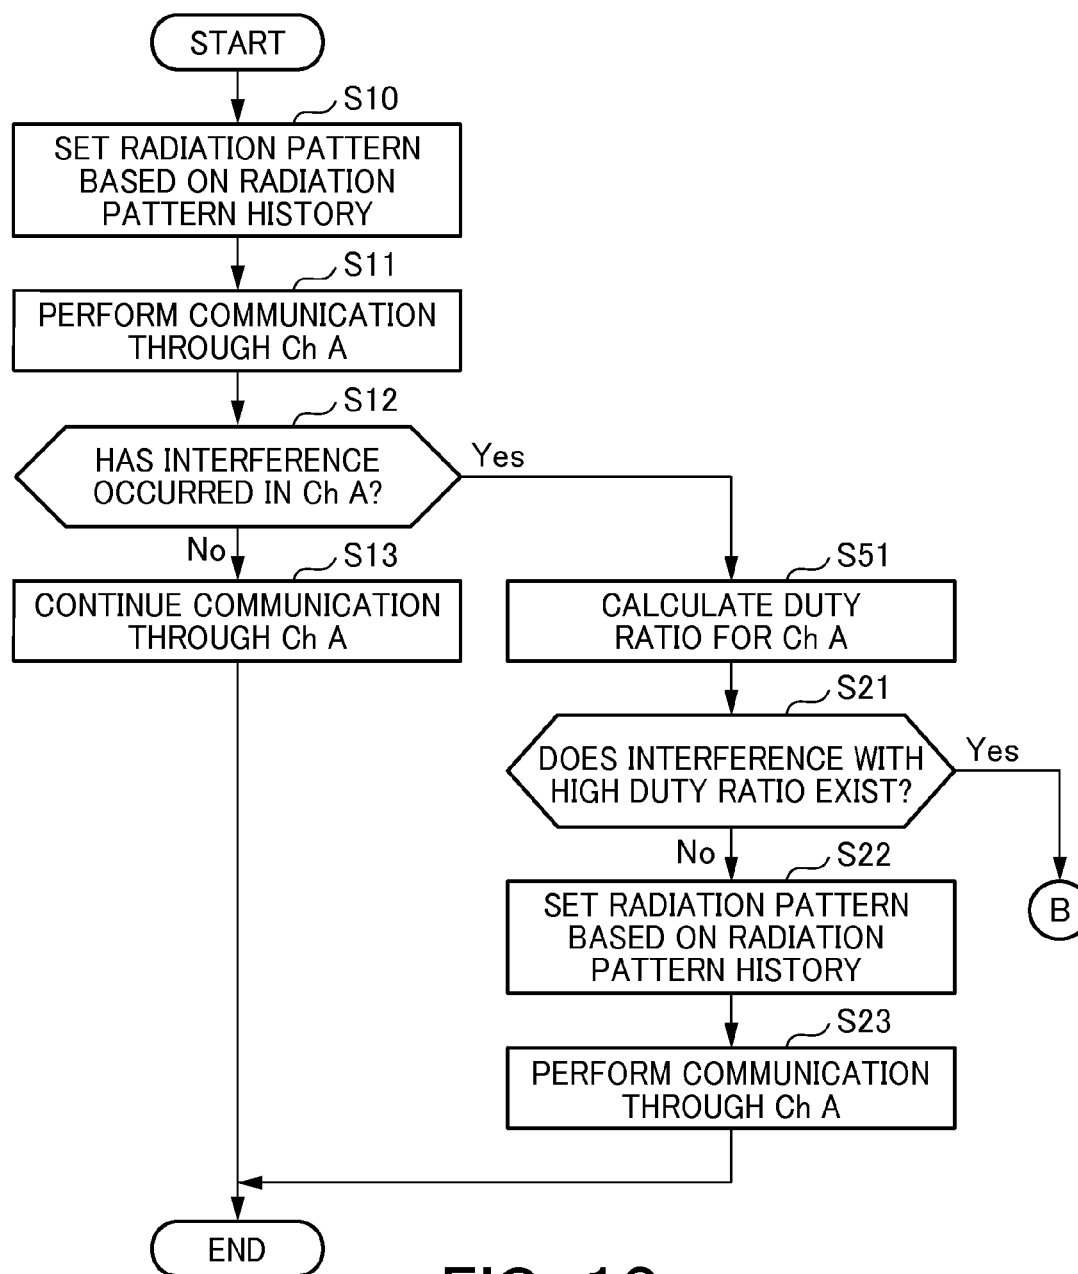 START
S10
SET RADIATION PATTERN
BASED ON RADIATION
PATTERN HISTORY
S11
PERFORM COMMUNICATION
THROUGH Ch A
S12
HAS INTERFERENCE
OCCURRED IN Ch A?
Yes
No
S13
CONTINUE COMMUNICATION
THROUGH Ch A
S51
CALCULATE DUTY
RATIO FOR Ch A
S21
DOES INTERFERENCE WITH
HIGH DUTY RATIO EXIST?
Yes
No
B
S22
SET RADIATION PATTERN
BASED ON RADIATION
PATTERN HISTORY
S23
PERFORM COMMUNICATION
THROUGH Ch A
END